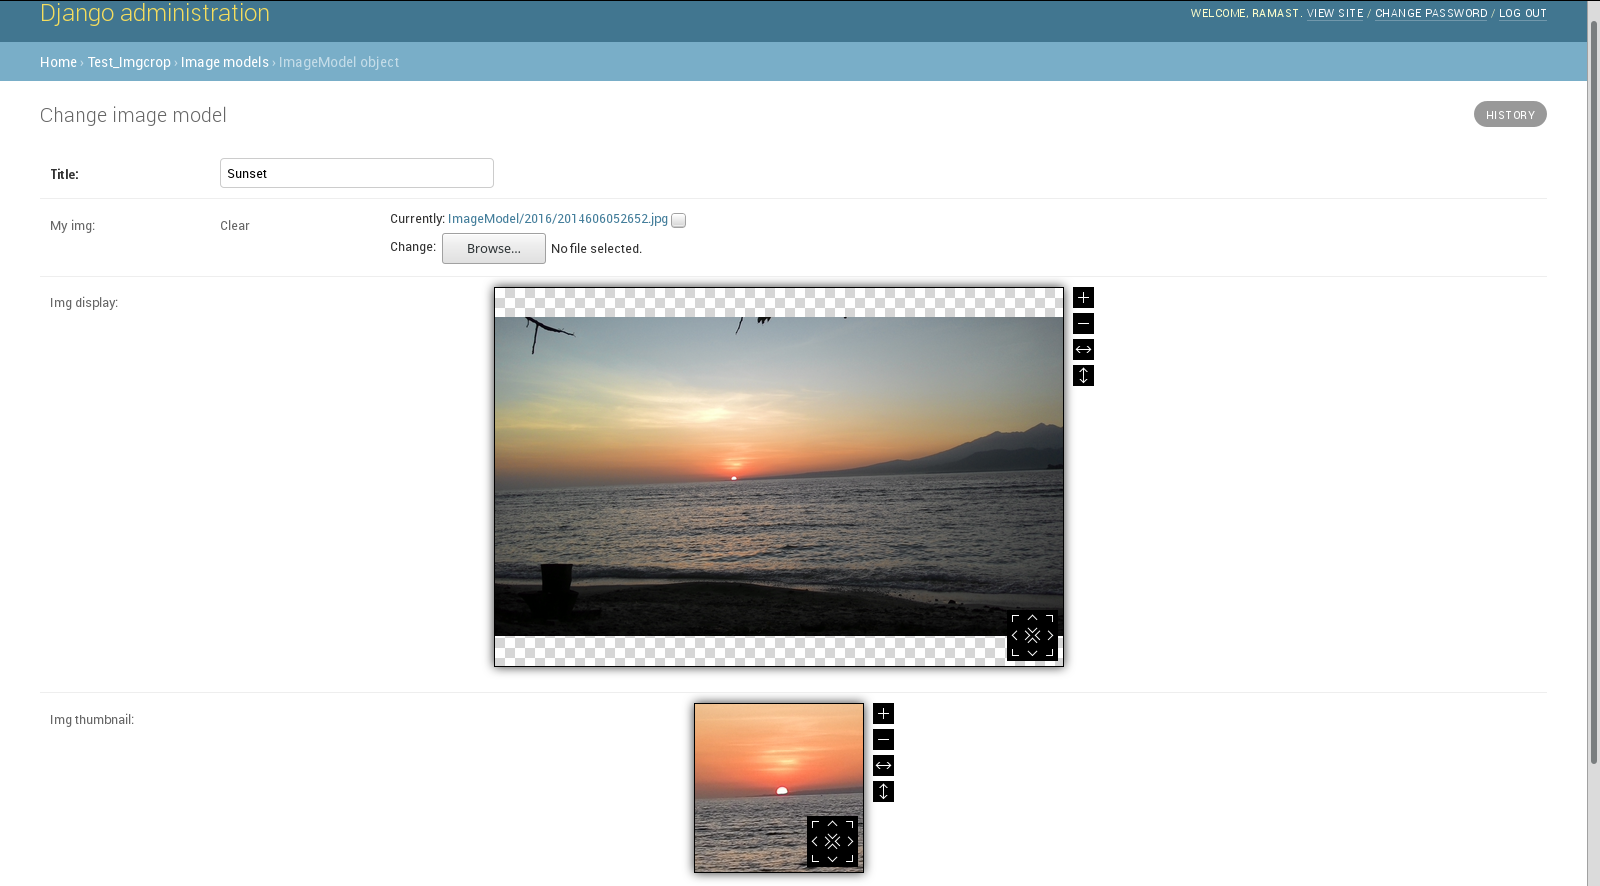 Django administration
WELCOME, RAMAST. VIEW SITE / CHANGE PASSWORD / LOG OUT
Home › Test_Imgcrop › Image models › ImageModel object
Change image model
HISTORY
Title:
Sunset
My img:
Clear
Currently: ImageModel/2016/2014606052652.jpg
Change: Browse... No file selected.
Img display:
Img thumbnail: